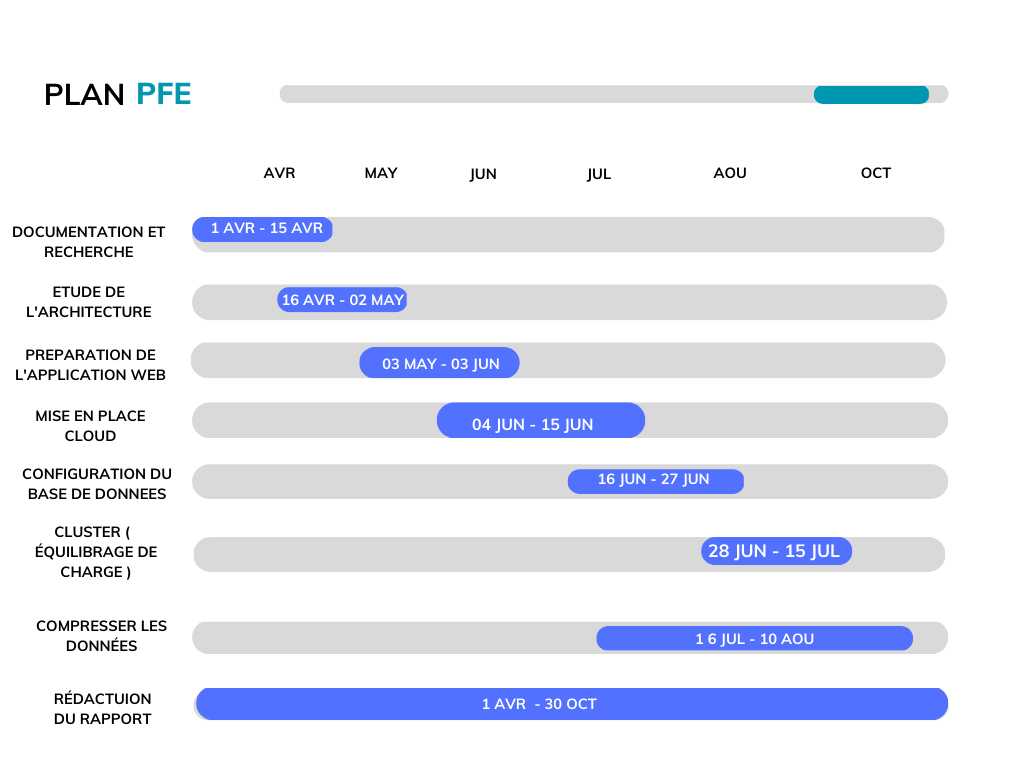 PLAN PFE
AVR MAY JUN JUL AOU OCT
DOCUMENTATION ET
RECHERCHE
1 AVR - 15 AVR
ETUDE DE
L'ARCHITECTURE
16 AVR - 02 MAY
PREPARATION DE
L'APPLICATION WEB
03 MAY - 03 JUN
MISE EN PLACE
CLOUD
04 JUN - 15 JUN
CONFIGURATION DU
BASE DE DONNEES
16 JUN - 27 JUN
CLUSTER (
ÉQUILIBRAGE DE
CHARGE )
28 JUN - 15 JUL
COMPRESSER LES
DONNÉES
1 6 JUL - 10 AOU
RÉDACTUION
DU RAPPORT
1 AVR - 30 OCT